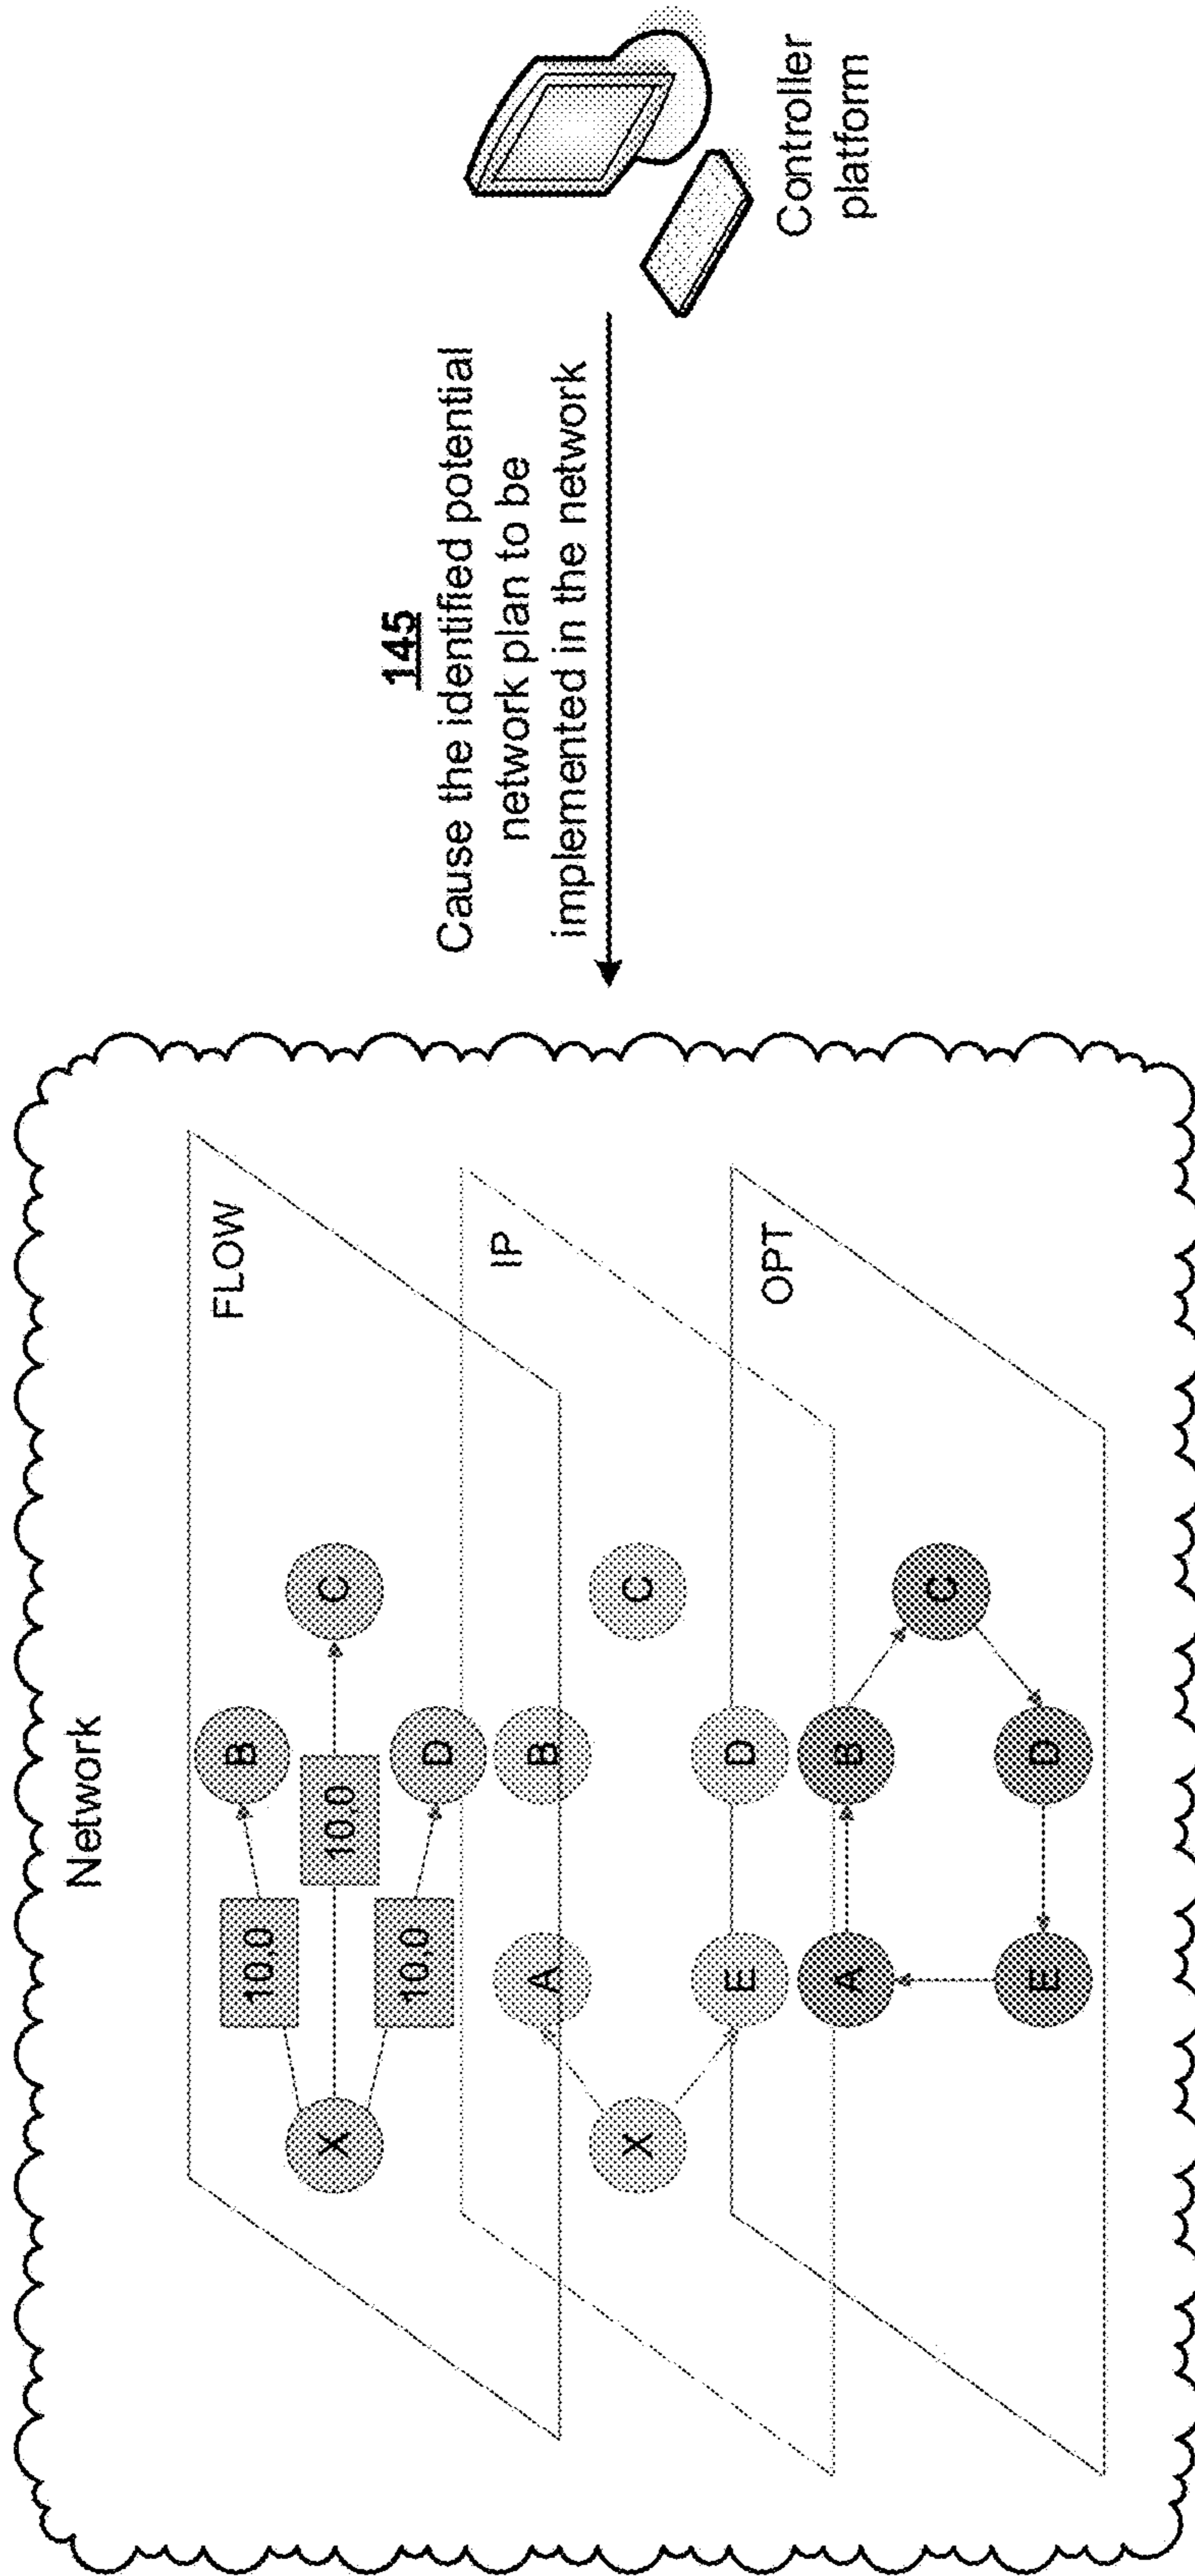 Network
FLOW
B
10,0
X
10.0
C
10,0
D
IP
A
B
X
C
E
D
OPT
A
B
C
E
D
145
Cause the identified potential
network plan to be
implemented in the network
Controller
platform